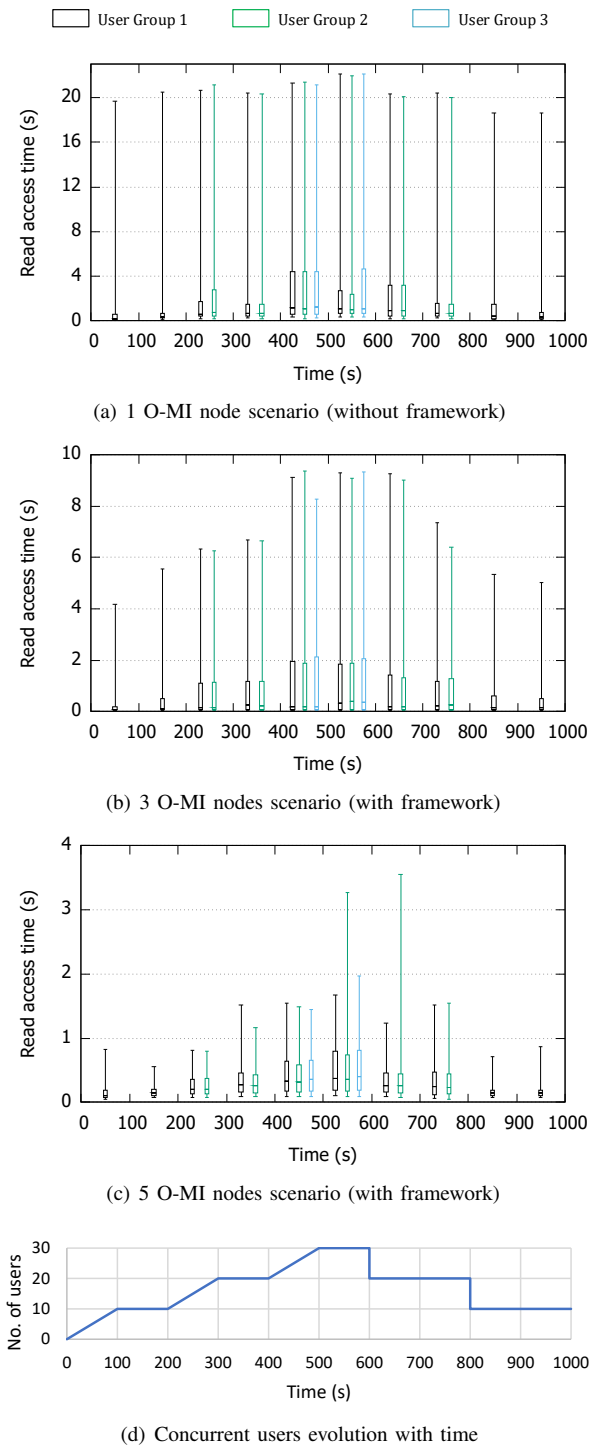 User Group 1 User Group 2 User Group 3
20
16
12
8
4
0
Read access time (s)
0 100 200 300 400 500 600 700 800 900 1000
Time (s)
(a) 1 O-MI node scenario (without framework)
10
8
6
4
2
0
Read access time (s)
0 100 200 300 400 500 600 700 800 900 1000
Time (s)
(b) 3 O-MI nodes scenario (with framework)
4
3
2
1
0
Read access time (s)
0 100 200 300 400 500 600 700 800 900 1000
Time (s)
(c) 5 O-MI nodes scenario (with framework)
30
20
10
0
No. of users
0 100 200 300 400 500 600 700 800 900 1000
Time (s)
(d) Concurrent users evolution with time